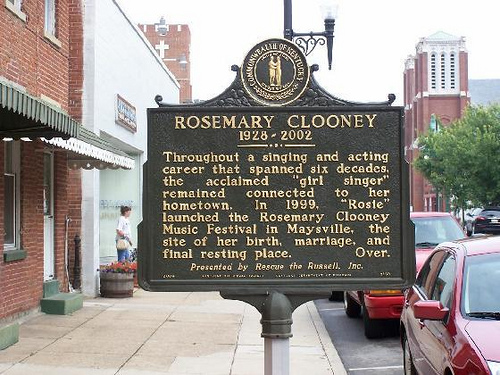 COMMONWEALTH OF KENTUCKY
ROSEMARY CLOONEY
1928 - 2002
Throughout a singing and acting
career that spanned six decades,
the acclaimed "girl singer"
remained connected to her
hometown. In 1999, "Rosie"
launched the Rosemary Clooney
Music Festival in Maysville, the
site of her birth, marriage, and
final resting place. Over.
Presented by Rescue the Russell, Inc.